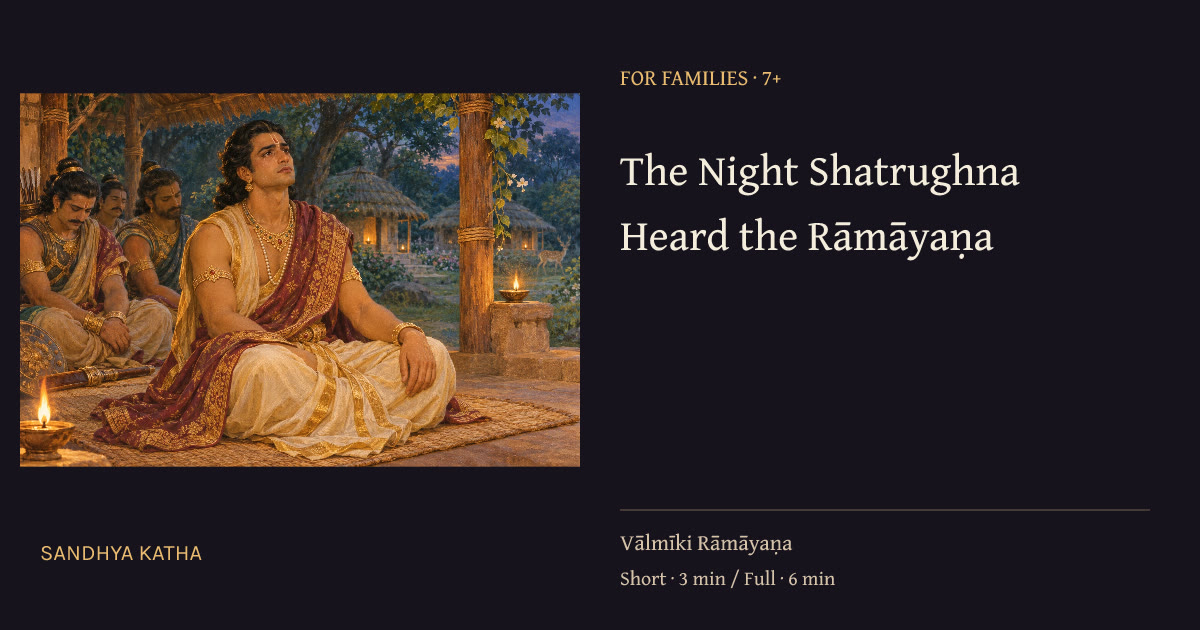 FOR FAMILIES · 7+
The Night Shatrughna
Heard the Rāmāyaṇa
Vālmīki Rāmāyaṇa
Short · 3 min / Full · 6 min
SANDHYA KATHA